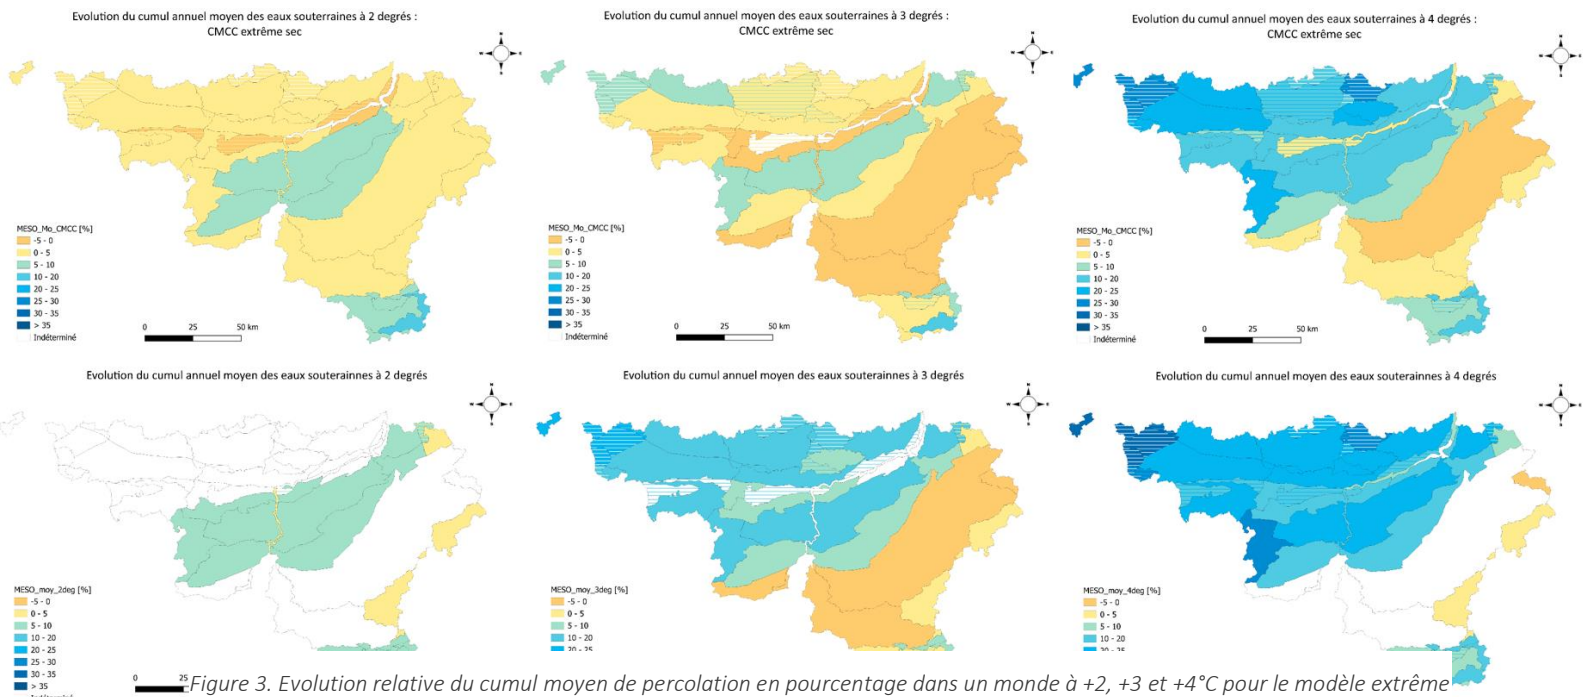 Evolution du cumul annuel moyen des eaux souterraines à 2 degrés :
CMCC extrême sec
Evolution du cumul annuel moyen des eaux souterraines à 3 degrés :
CMCC extrême sec
Evolution du cumul annuel moyen des eaux souterraines à 4 degrés :
CMCC extrême sec
N
W E
S
N
W E
S
N
W E
S
MESO_Mo_CMCC [%]
-5 - 0
0 - 5
5 - 10
10 - 20
20 - 25
25 - 30
30 - 35
> 35
Indéterminé
0 25 50 km
MESO_Mo_CMCC [%]
-5 - 0
0 - 5
5 - 10
10 - 20
20 - 25
25 - 30
30 - 35
> 35
Indéterminé
0 25 50 km
MESO_Mo_CMCC [%]
-5 - 0
0 - 5
5 - 10
10 - 20
20 - 25
25 - 30
30 - 35
> 35
Indéterminé
0 25 50 km
Evolution du cumul annuel moyen des eaux souterainnes à 2 degrés
Evolution du cumul annuel moyen des eaux souterainnes à 3 degrés
Evolution du cumul annuel moyen des eaux souterainnes à 4 degrés
N
W E
S
N
W E
S
N
W E
S
MESO_moy_2deg [%]
-5 - 0
0 - 5
5 - 10
10 - 20
20 - 25
25 - 30
30 - 35
> 35
0 25
MESO_moy_3deg [%]
-5 - 0
0 - 5
5 - 10
10 - 20
20 - 25
MESO_moy_4deg [%]
-5 - 0
0 - 5
5 - 10
10 - 20
20 - 25
Figure 3. Evolution relative du cumul moyen de percolation en pourcentage dans un monde à +2, +3 et +4°C pour le modèle extrême